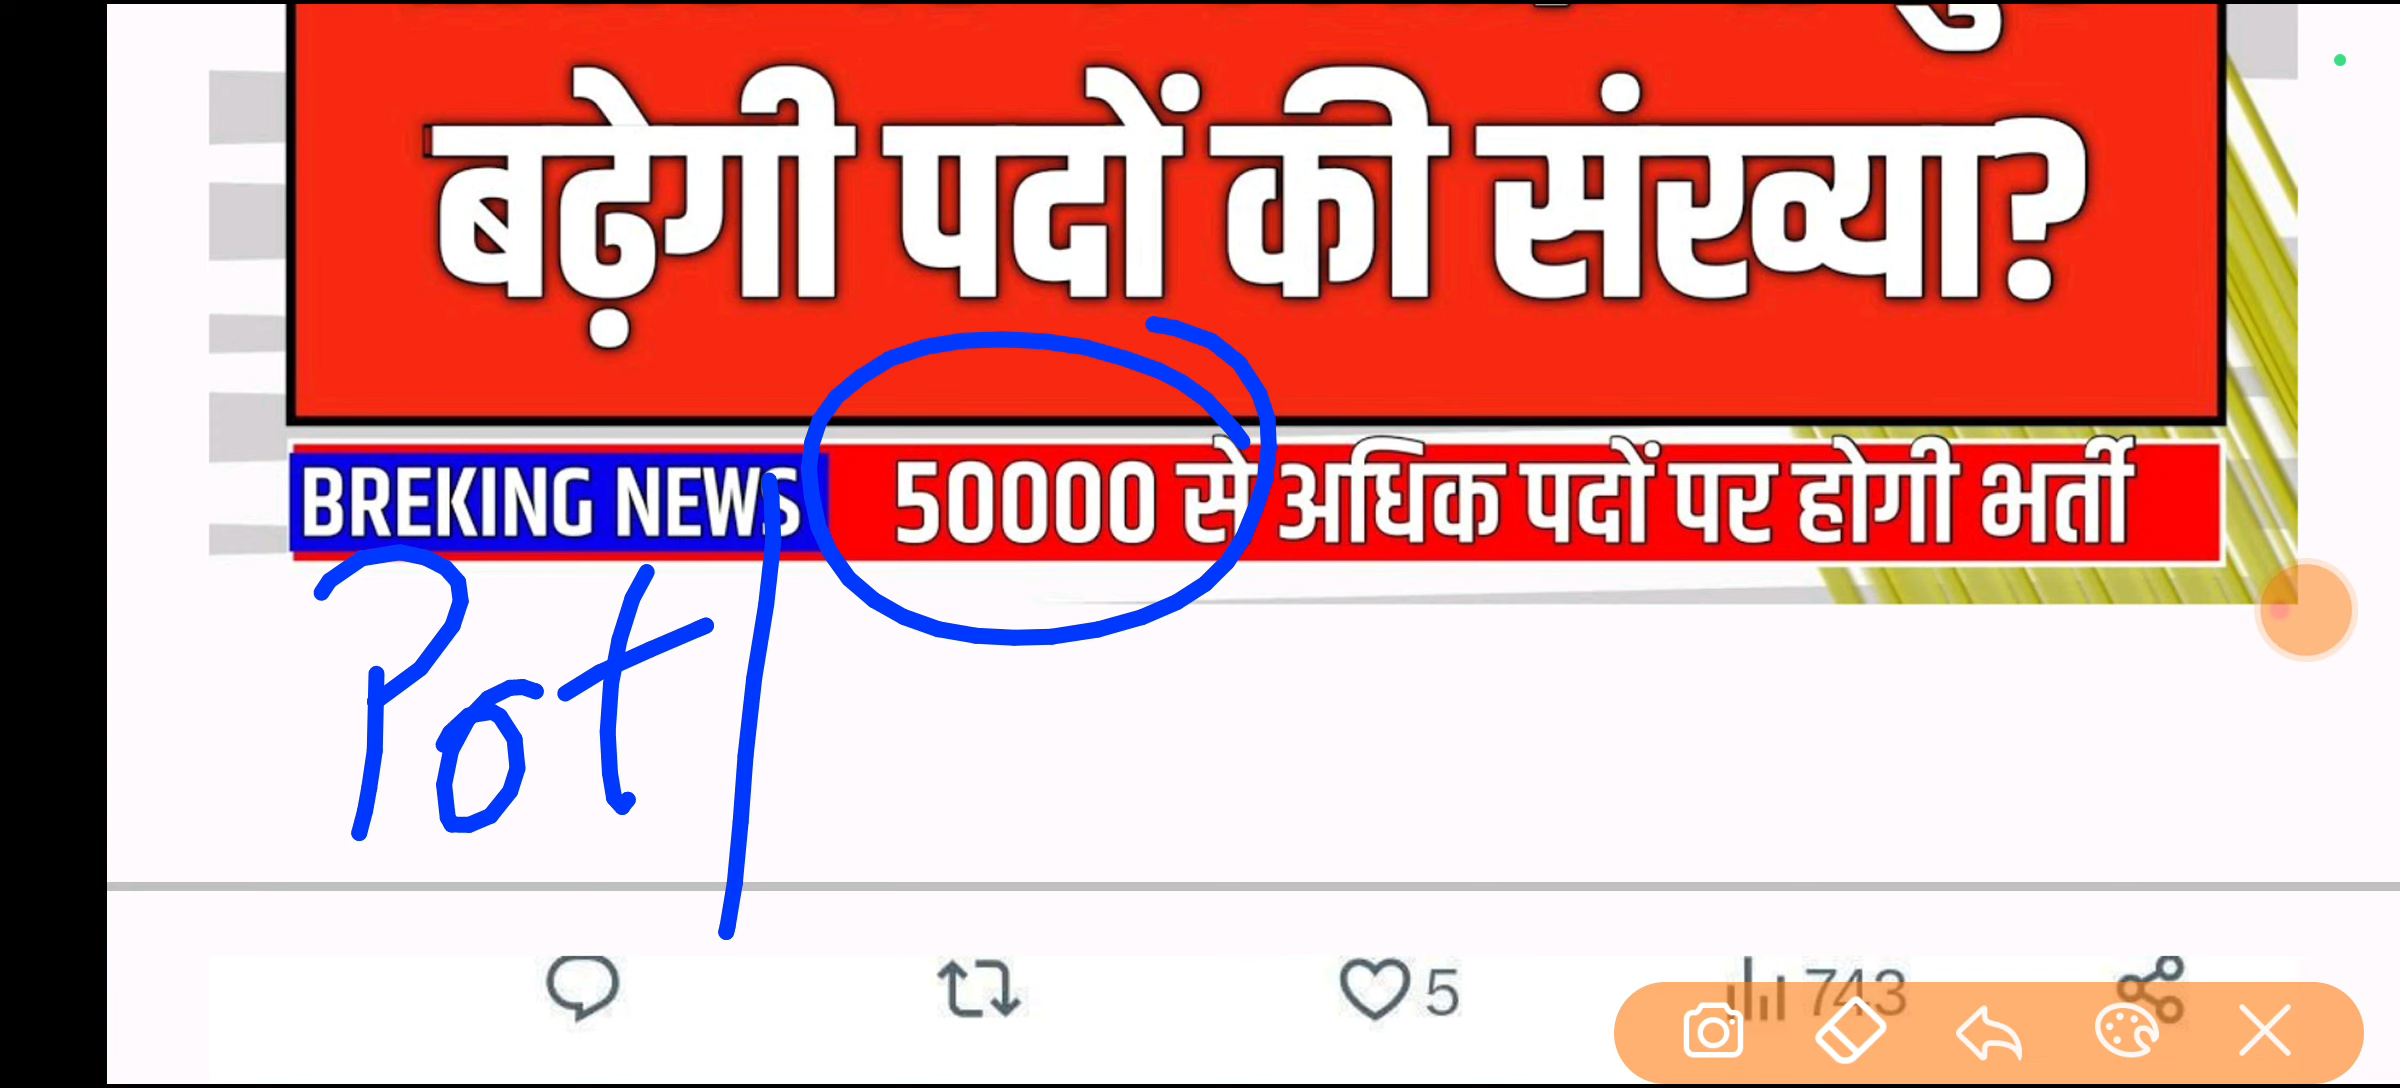 बढ़ेगी पदों की संख्या?
BREKING NEWS 50000 से अधिक पदों पर होगी भर्ती
Pot
5 743